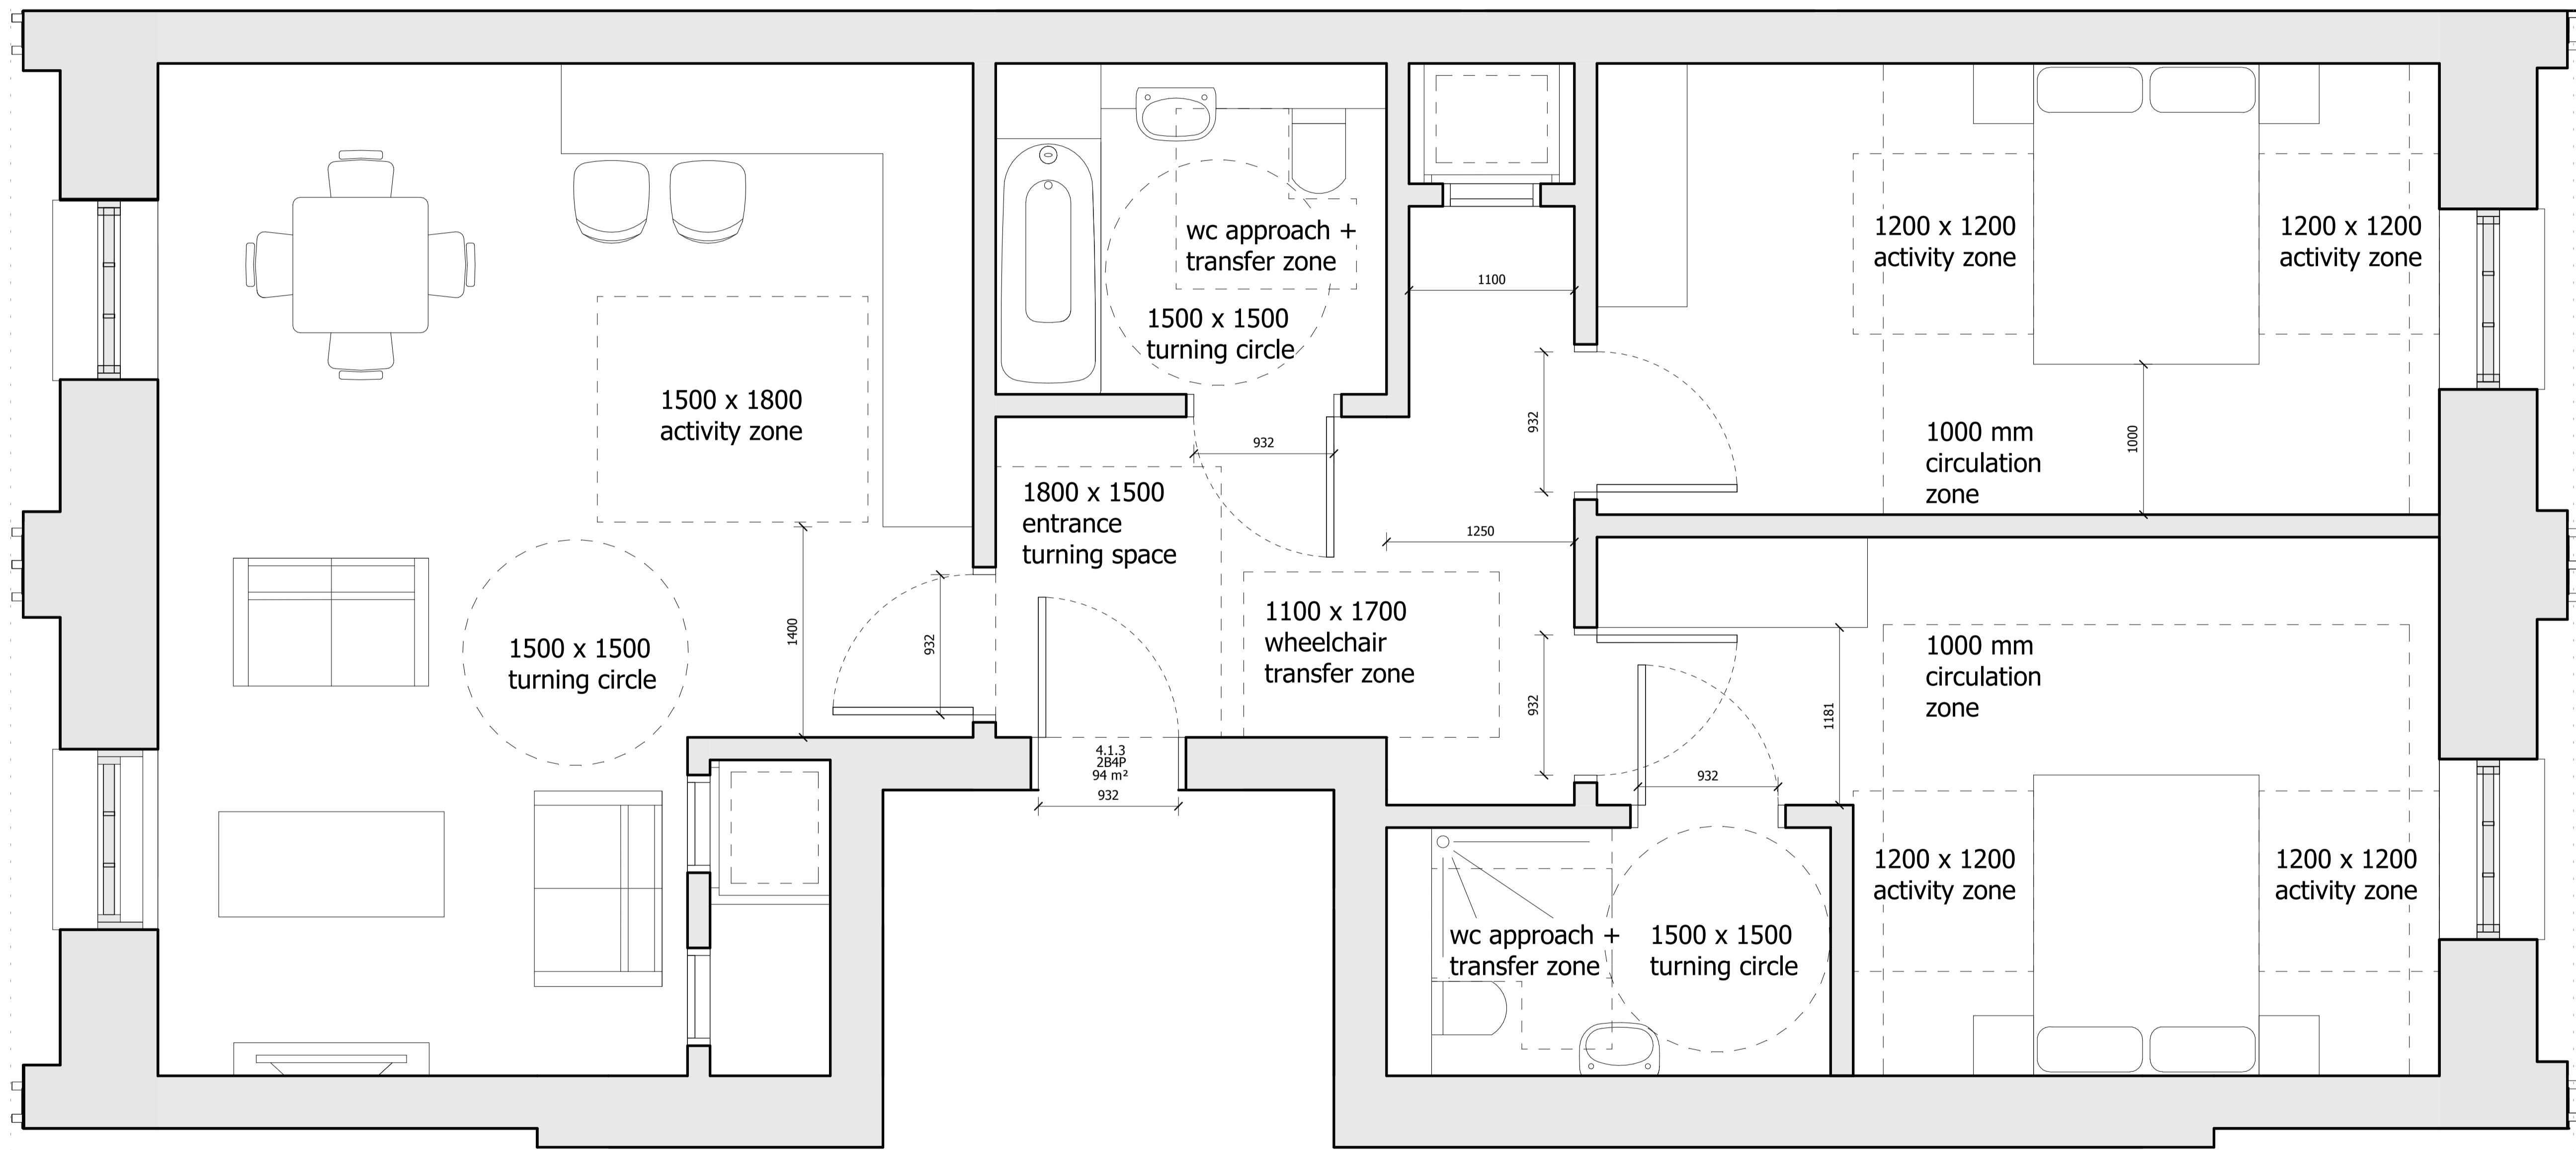 wc approach +
transfer zone
1500 x 1500
turning circle
1100
1200 x 1200
activity zone
1200 x 1200
activity zone
1500 x 1800
activity zone
932
932
1000 mm
circulation
zone
1000
1800 x 1500
entrance
turning space
1250
1500 x 1500
turning circle
1400
932
1100 x 1700
wheelchair
transfer zone
932
1000 mm
circulation
zone
1181
4.1.3
2B4P
94 m²
932
932
1200 x 1200
activity zone
1200 x 1200
activity zone
wc approach +
transfer zone
1500 x 1500
turning circle